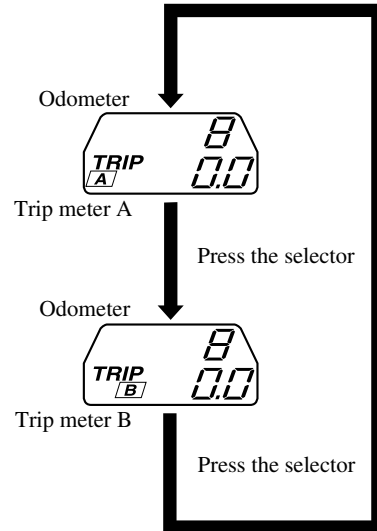 Odometer
8
TRIP
A 0.0
Trip meter A
Press the selector
Odometer
8
TRIP
B 0.0
Trip meter B
Press the selector